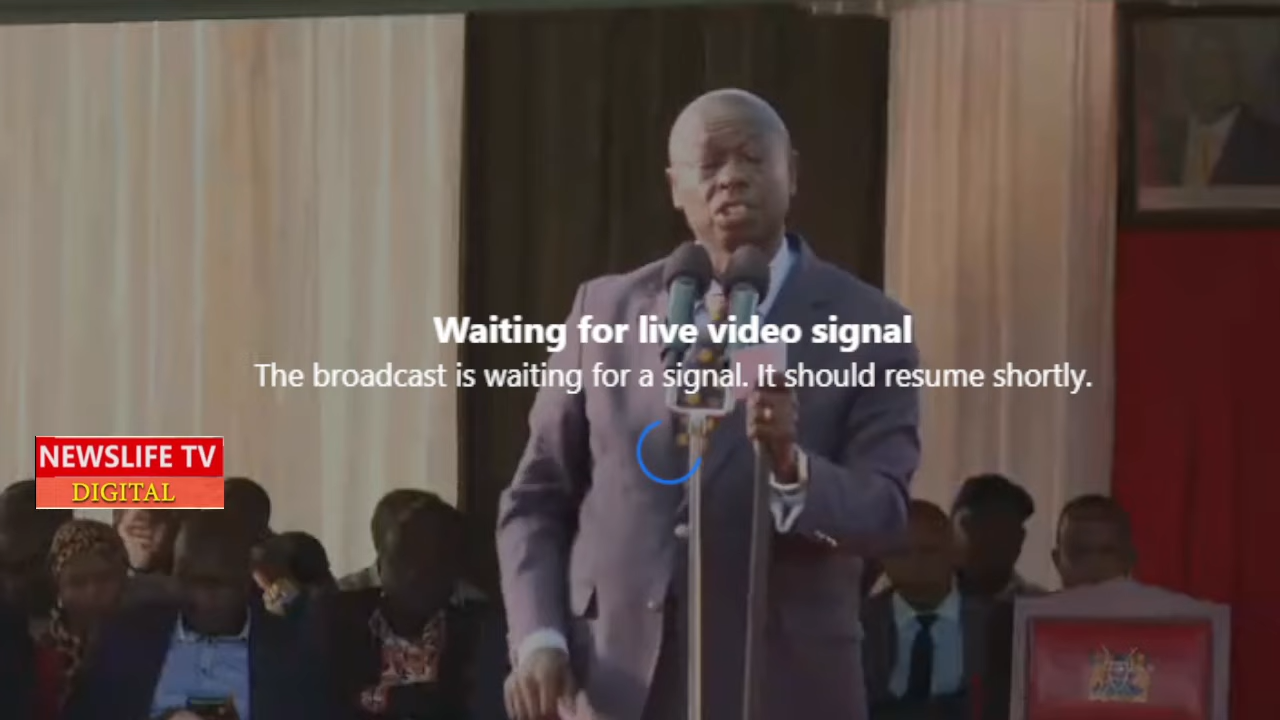 Waiting for live video signal
The broadcast is waiting for a signal. It should resume shortly.
NEWSLIFE TV
DIGITAL